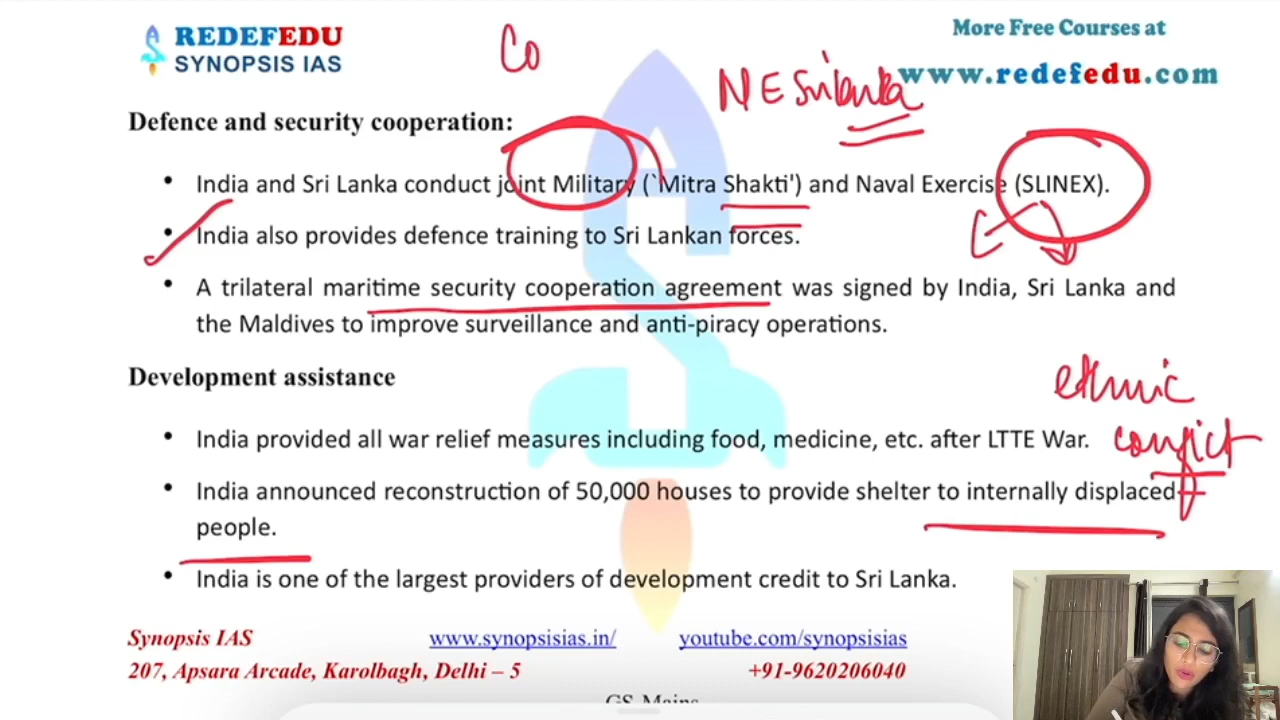 REDEFEDU
SYNOPSIS IAS
Co
More Free Courses at
www.redefedu.com
N E Srilanka
Defence and security cooperation:
• India and Sri Lanka conduct joint Military (`Mitra Shakti') and Naval Exercise (SLINEX).
• India also provides defence training to Sri Lankan forces.
• A trilateral maritime security cooperation agreement was signed by India, Sri Lanka and
the Maldives to improve surveillance and anti-piracy operations.
Development assistance
ethnic
• India provided all war relief measures including food, medicine, etc. after LTTE War.
conflict
• India announced reconstruction of 50,000 houses to provide shelter to internally displaced
people.
• India is one of the largest providers of development credit to Sri Lanka.
Synopsis IAS www.synopsisias.in/ youtube.com/synopsisias
207, Apsara Arcade, Karolbagh, Delhi – 5 +91-9620206040
GS Mains